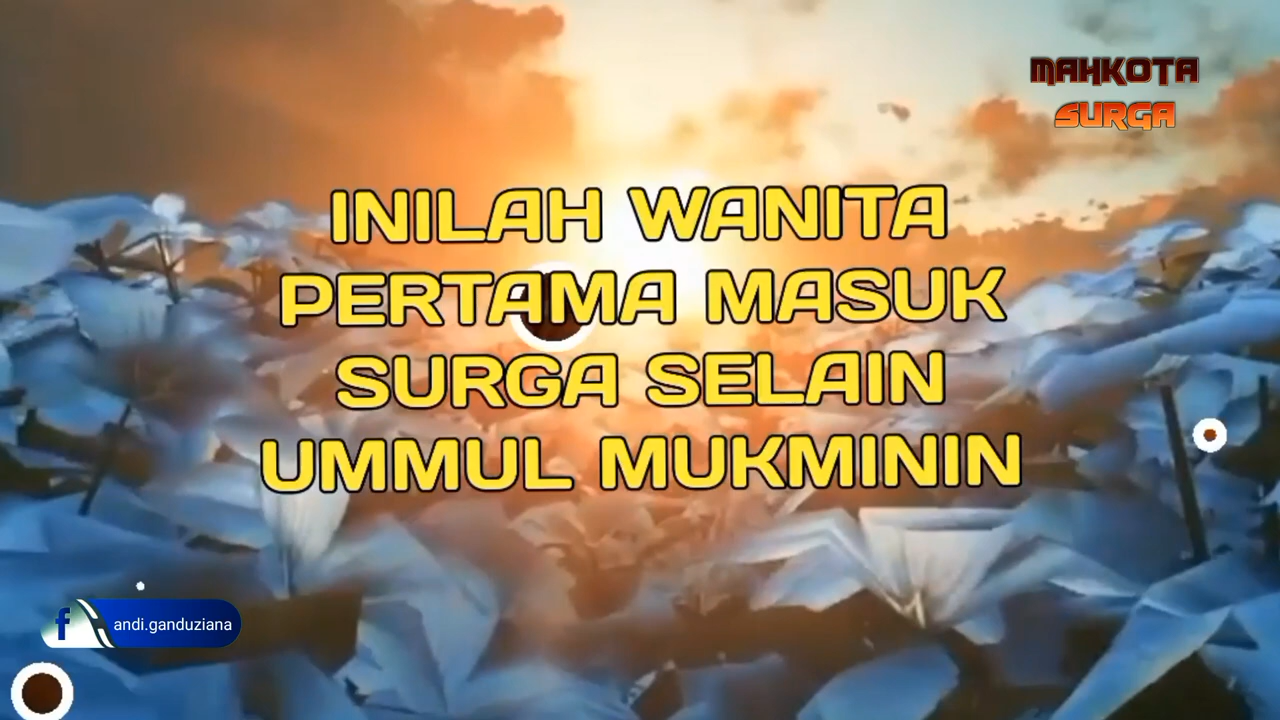 MAHKOTA
SURGA
INILAH WANITA
PERTAMA MASUK
SURGA SELAIN
UMMUL MUKMININ
f andi.ganduziana